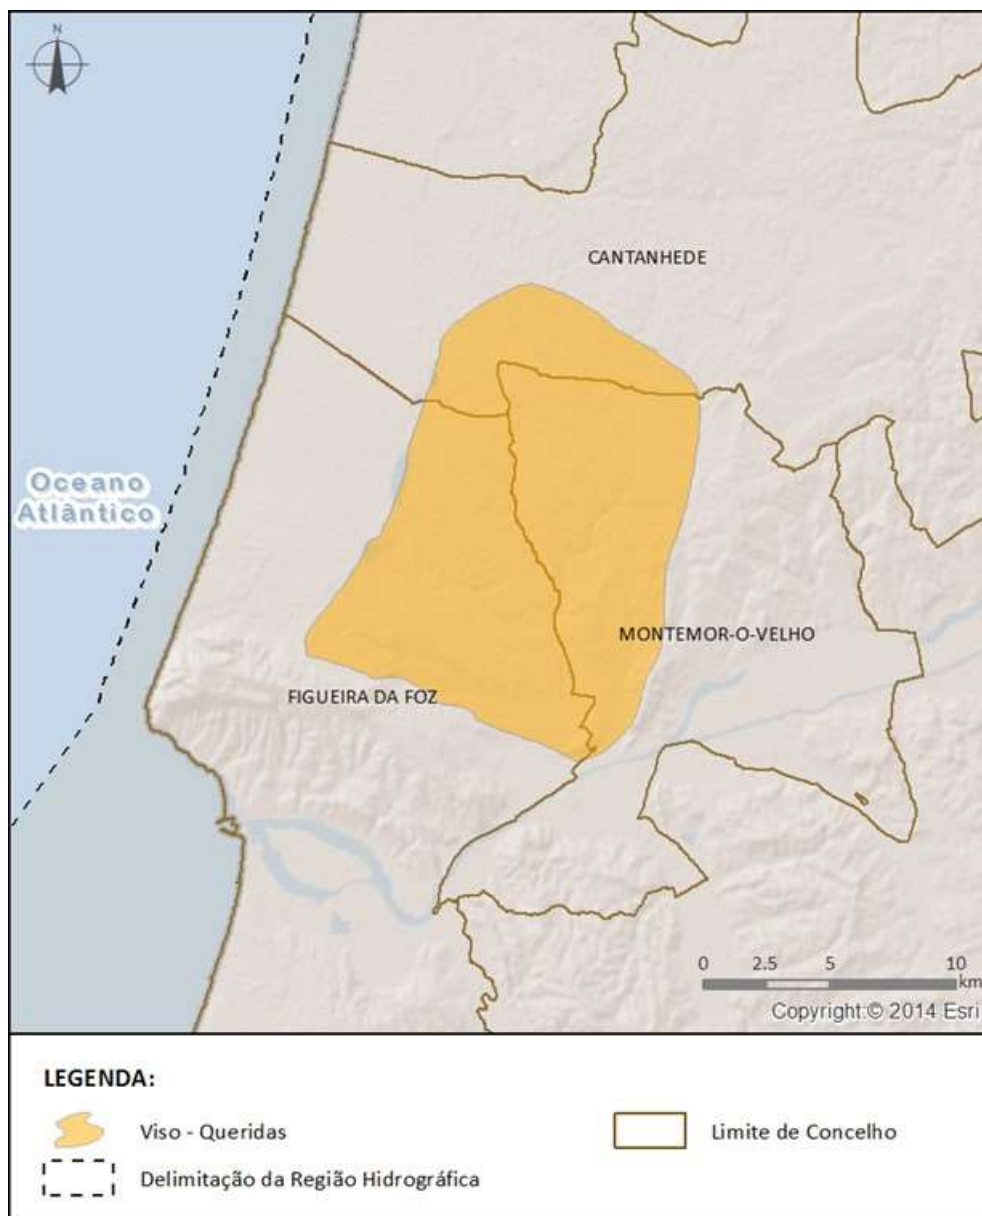 N
CANTANHEDE
Oceano
Atlântico
MONTEMOR-O-VELHO
FIGUEIRA DA FOZ
0 2.5 5 10
km
Copyright:© 2014 Esri
LEGENDA:
Viso - Queridas
Limite de Concelho
Delimitação da Região Hidrográfica